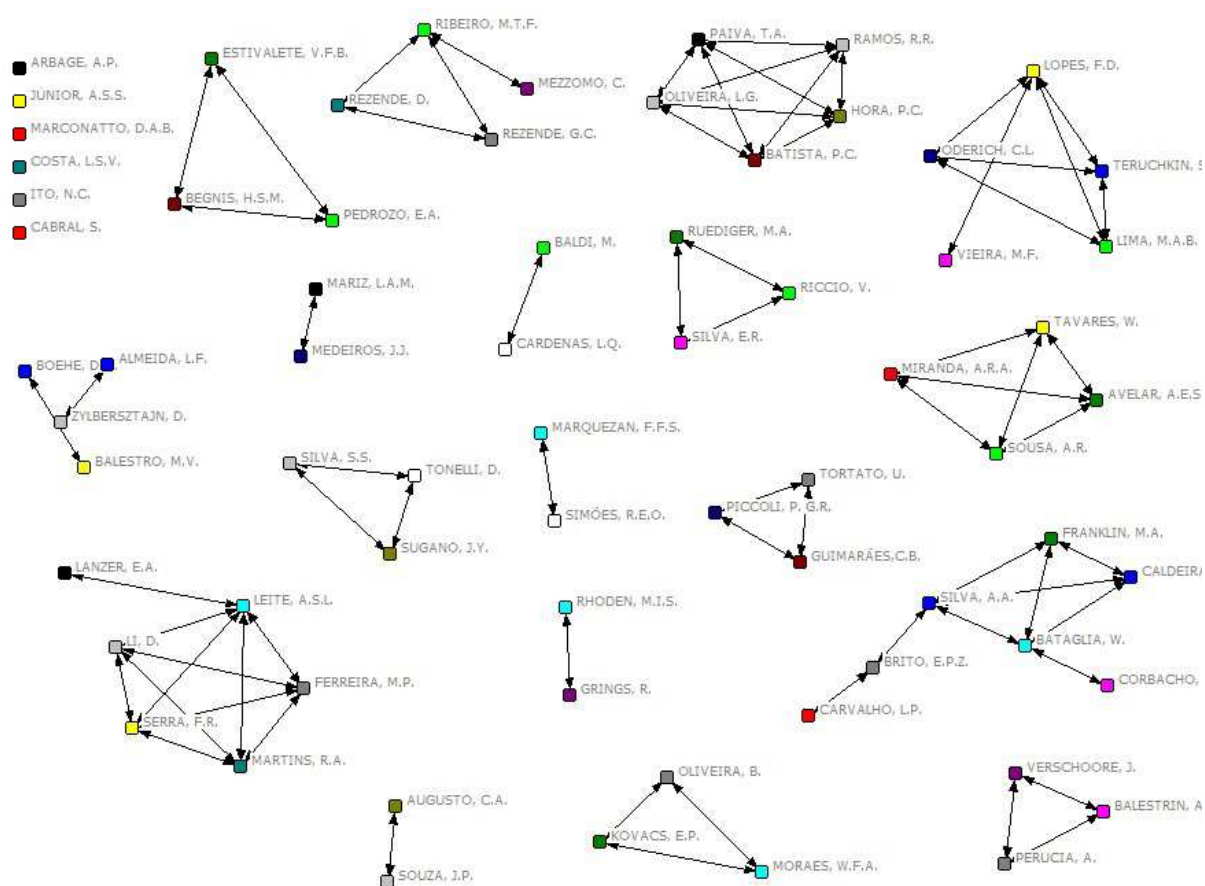 RIBEIRO, M.T.F.
PAIVA, T.A.
RAMOS, R.R.
ESTIVALETE, V.F.B.
ARBAGE, A.P.
LOPES, F.D.
MEZZOMO, C.
JUNIOR, A.S.S.
REZENDE, D.
OLIVEIRA, L.G.
HORA, P.C.
MARCONATTO, D.A.B.
REZENDE, G.C.
ODERICH, C.L.
BATISTA, P.C.
COSTA, L.S.V.
TERUCHKIN, S
ITO, N.C.
BEGNIS, H.S.M.
PEDROZO, E.A.
CABRAL, S.
RUEDIGER, M.A.
BALDI, M.
LIMA, M.A.B.
VIEIRA, M.F.
MARIZ, L.A.M.
RICCIO, V.
TAVARES, W.
CARDENAS, L.Q.
SILVA, E.R.
MEDEIROS, J.J.
ALMEIDA, L.F.
BOEHE, D
MIRANDA, A.R.A.
AVELAR, A.E.S
ZYLBERSZTAJN, D.
MARQUEZAN, F.F.S.
SOUSA, A.R.
BALESTRO, M.V.
SILVA, S.S.
TONELLI, D.
TORTATO, U.
PICCOLI, P. G.R.
SIMÕES, R.E.O.
FRANKLIN, M.A.
SUGANO, J.Y.
GUIMARÃES,C.B.
LANZER, E.A.
CALDEIRA
LEITE, A.S.L.
RHODEN, M.I.S.
SILVA, A.A.
LI, D.
BATAGLIA, W.
BRITO, E.P.Z.
FERREIRA, M.P.
GRINGS, R.
CORBACHO,
CARVALHO, L.P.
SERRA, F.R.
MARTINS, R.A.
OLIVEIRA, B.
VERSCHOORE, J.
AUGUSTO, C.A.
BALESTRIN, A
KOVACS, E.P.
MORAES, W.F.A.
PERUCIA, A.
SOUZA, J.P.